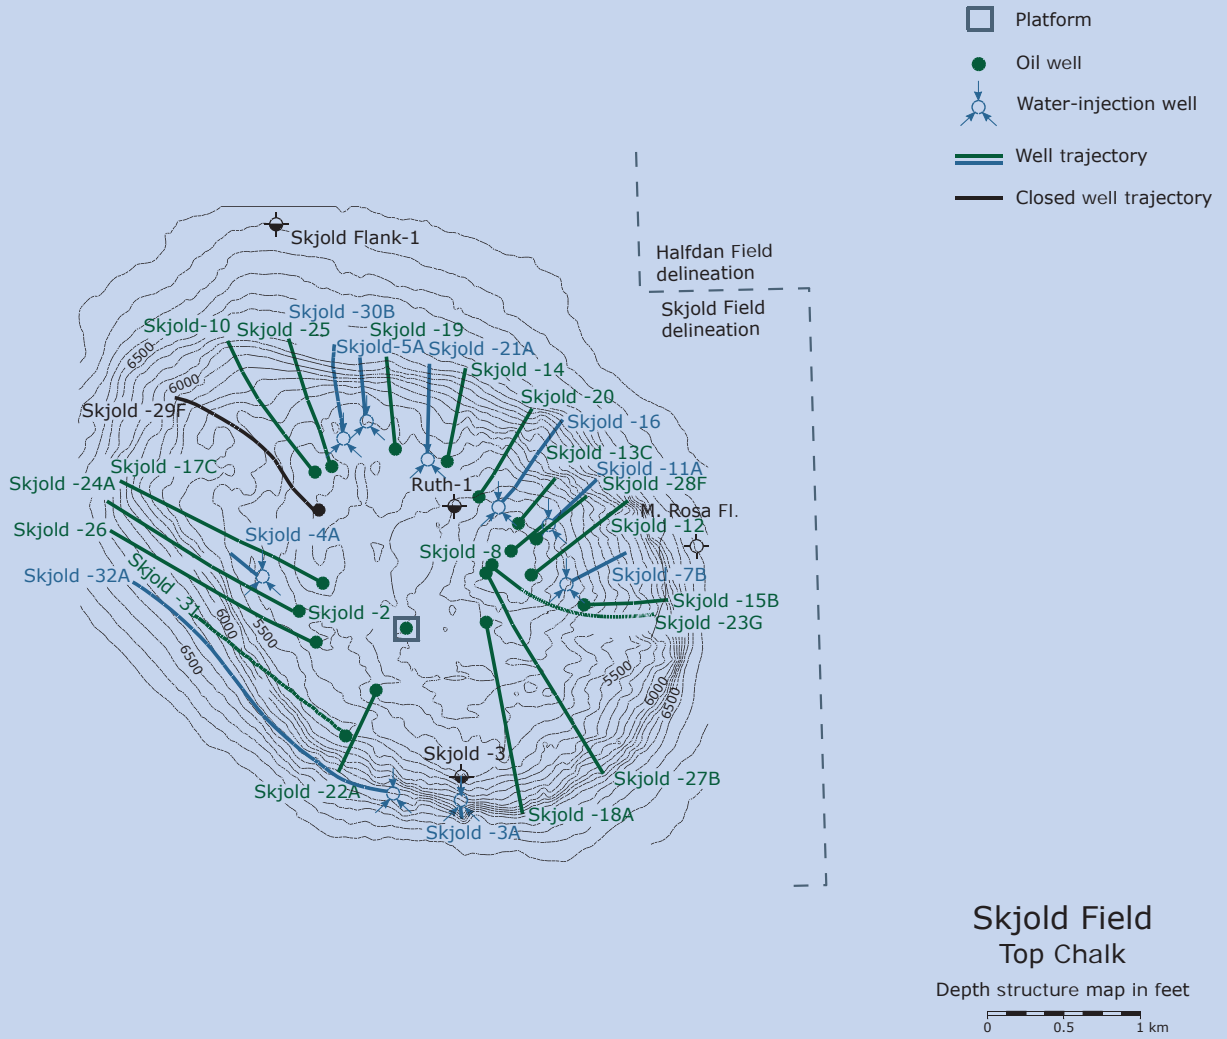 Platform
Oil well
Water-injection well
Well trajectory
Closed well trajectory
Skjold Flank-1
Halfdan Field
delineation
Skjold Field
delineation
Skjold -30B
Skjold-10
Skjold -25
Skjold -19
Skjold-5A
Skjold -21A
6500
6000
Skjold -14
Skjold -29F
Skjold -20
Skjold -16
Skjold -13C
Skjold -17C
Skjold -11A
Skjold -24A
Ruth-1
Skjold -28F
M. Rosa Fl.
Skjold -26
Skjold -12
Skjold -4A
Skjold -8
Skjold -32A
Skjold -31
Skjold -7B
Skjold -2
Skjold -15B
Skjold -23G
6000
5500
6500
5500
6000
6500
Skjold -3
Skjold -27B
Skjold -22A
Skjold -18A
Skjold -3A
Skjold Field
Top Chalk
Depth structure map in feet
0
0.5
1 km